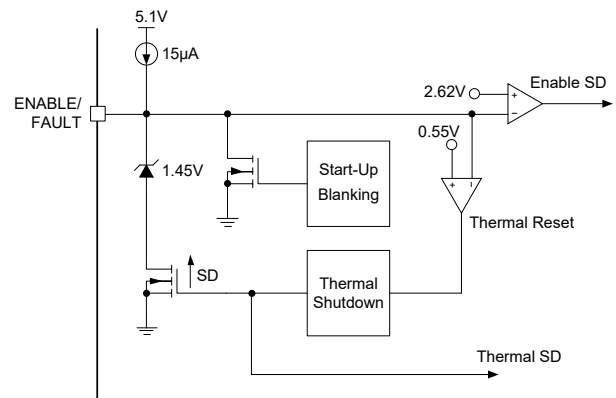 5.1V
15µA
ENABLE/
FAULT
2.62V
+
−
Enable SD
0.55V
1.45V
Start-Up
Blanking
+
−
Thermal Reset
SD
Thermal
Shutdown
Thermal SD